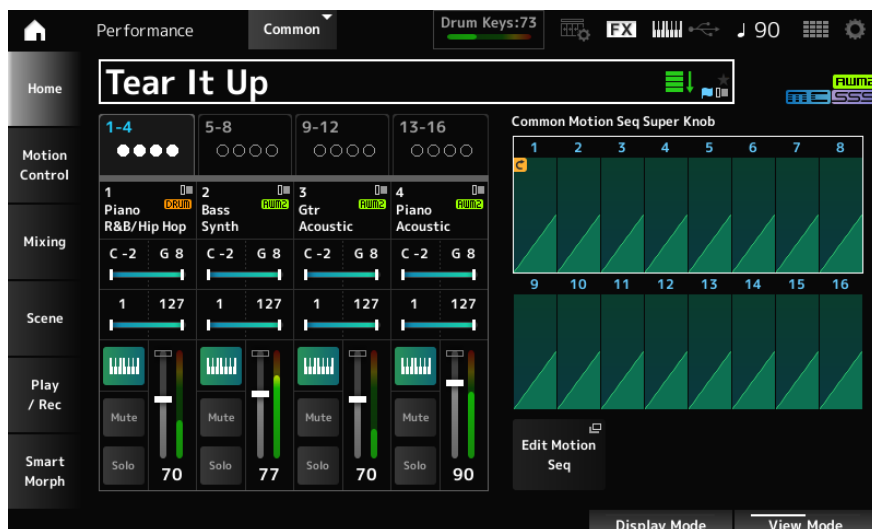 Performance
Common
Drum Keys:73
FX
♩ 90
Home
Tear It Up
AWM2
MC SSS
1-4
5-8
9-12
13-16
Common Motion Seq Super Knob
1 2 3 4 5 6 7 8
Motion
Control
1
DRUM
Piano
R&B/Hip Hop
2
AWM2
Bass
Synth
3
AWM2
Gtr
Acoustic
4
AWM2
Piano
Acoustic
Mixing
C -2 G 8 C -2 G 8 C -2 G 8 C -2 G 8
9 10 11 12 13 14 15 16
Scene
1 127 1 127 1 127 1 127
Play
/ Rec
Mute Mute Mute Mute
Edit Motion
Seq
Smart
Morph
Solo 70 Solo 77 Solo 70 Solo 90
Display Mode
View Mode